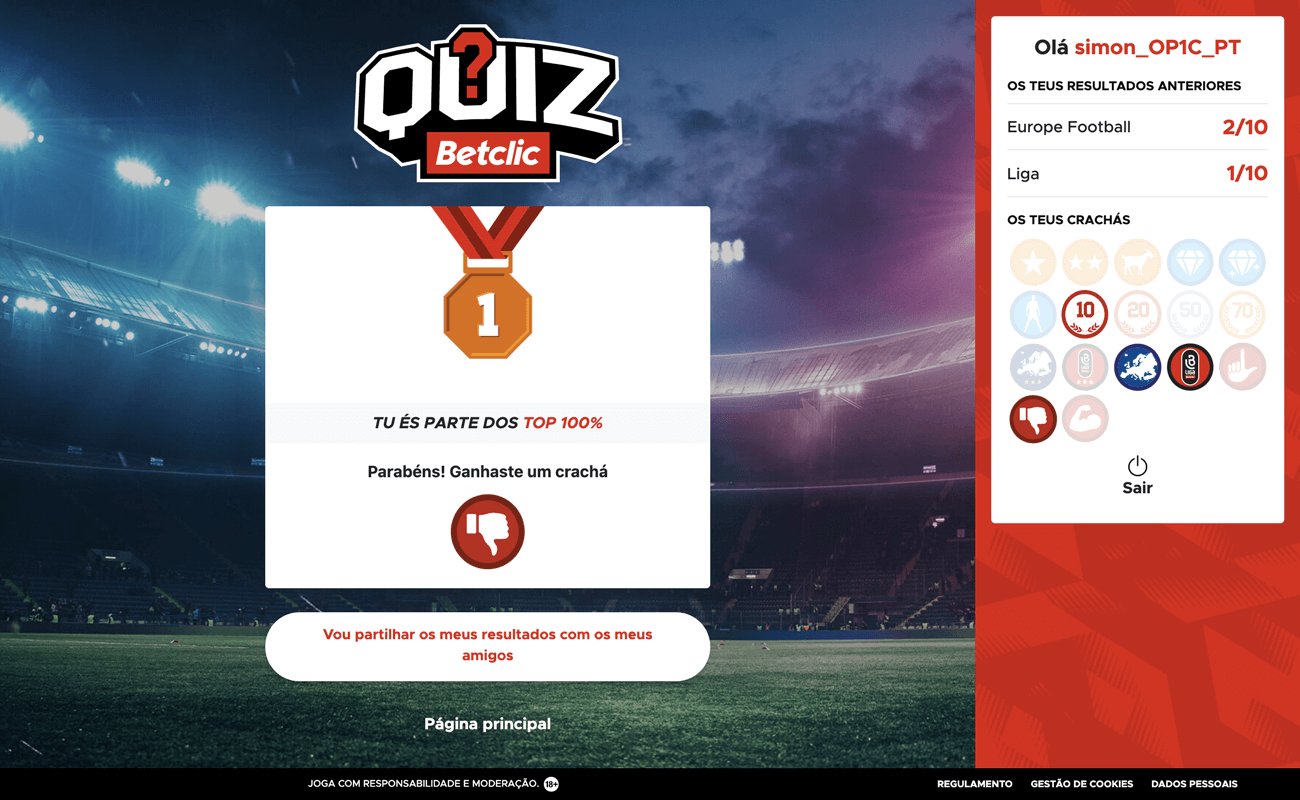 QUIZ
Betclic
1
TU ÉS PARTE DOS TOP 100%
Parabéns! Ganhaste um crachá
Vou partilhar os meus resultados com os meus
amigos
Página principal
Olá simon_OP1C_PT
OS TEUS RESULTADOS ANTERIORES
Europe Football 2/10
Liga 1/10
OS TEUS CRACHÁS
10 20 50 70
Sair
JOGA COM RESPONSABILIDADE E MODERAÇÃO. 18+
REGULAMENTO GESTÃO DE COOKIES DADOS PESSOAIS